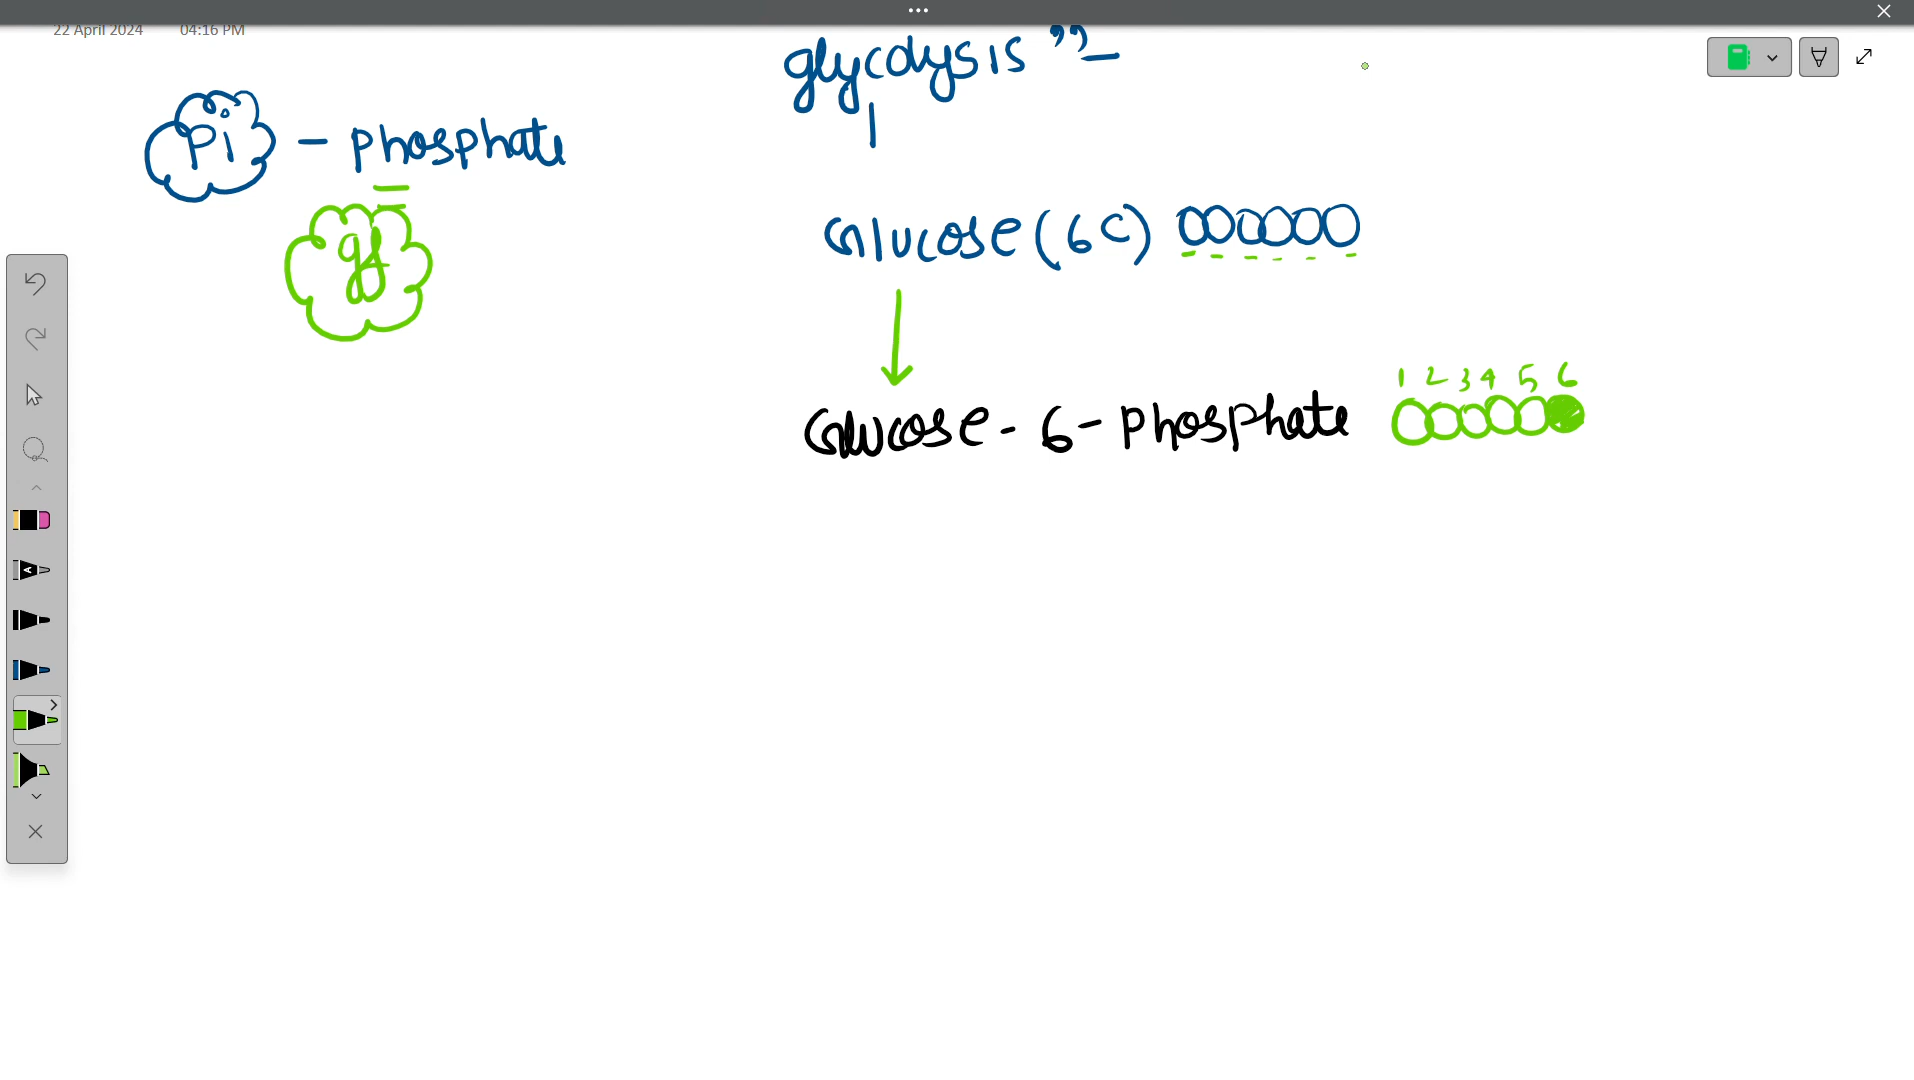 22 April 2024 04:16 PM
glycolysis”–
Pi – phosphate
gf
Glucose (6C)
1 2 3 4 5 6
Glucose - 6 - phosphate